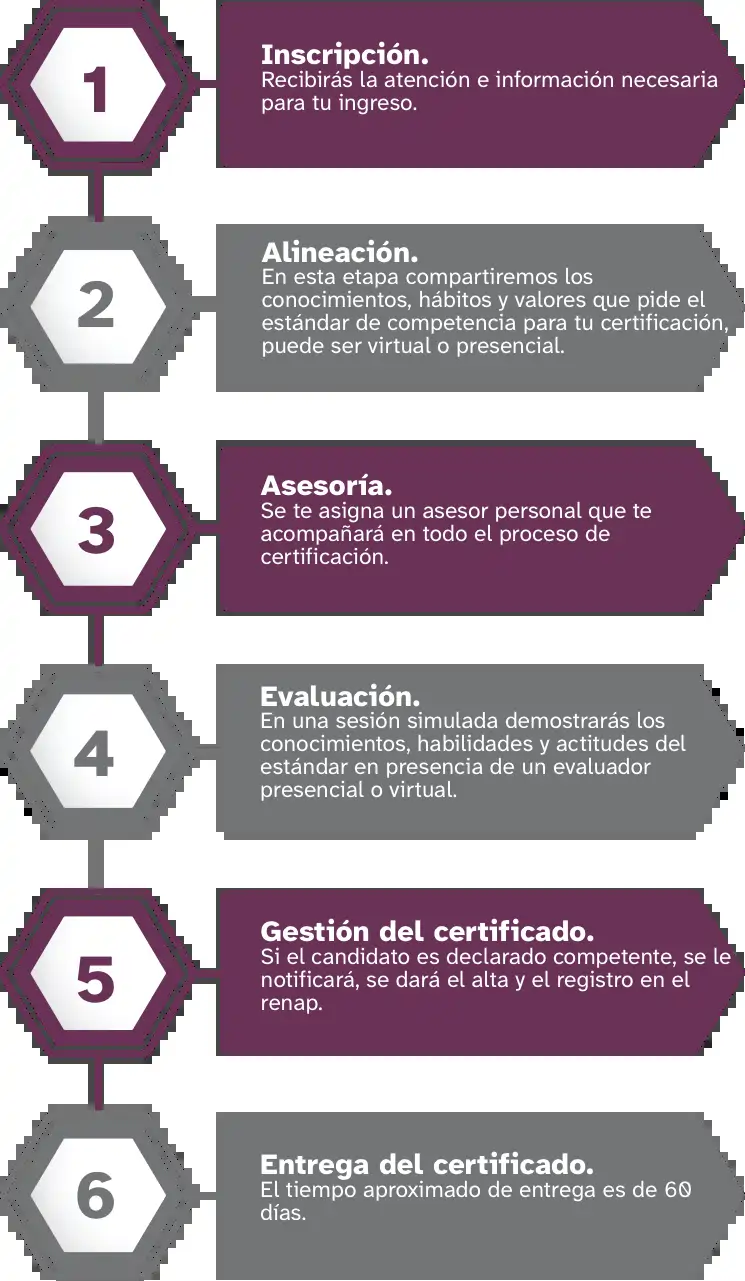 1
Inscripción.
Recibirás la atención e información necesaria
para tu ingreso.
2
Alineación.
En esta etapa compartiremos los
conocimientos, hábitos y valores que pide el
estándar de competencia para tu certificación,
puede ser virtual o presencial.
3
Asesoría.
Se te asigna un asesor personal que te
acompañará en todo el proceso de
certificación.
4
Evaluación.
En una sesión simulada demostrarás los
conocimientos, habilidades y actitudes del
estándar en presencia de un evaluador
presencial o virtual.
5
Gestión del certificado.
Si el candidato es declarado competente, se le
notificará, se dará el alta y el registro en el
renap.
6
Entrega del certificado.
El tiempo aproximado de entrega es de 60
días.